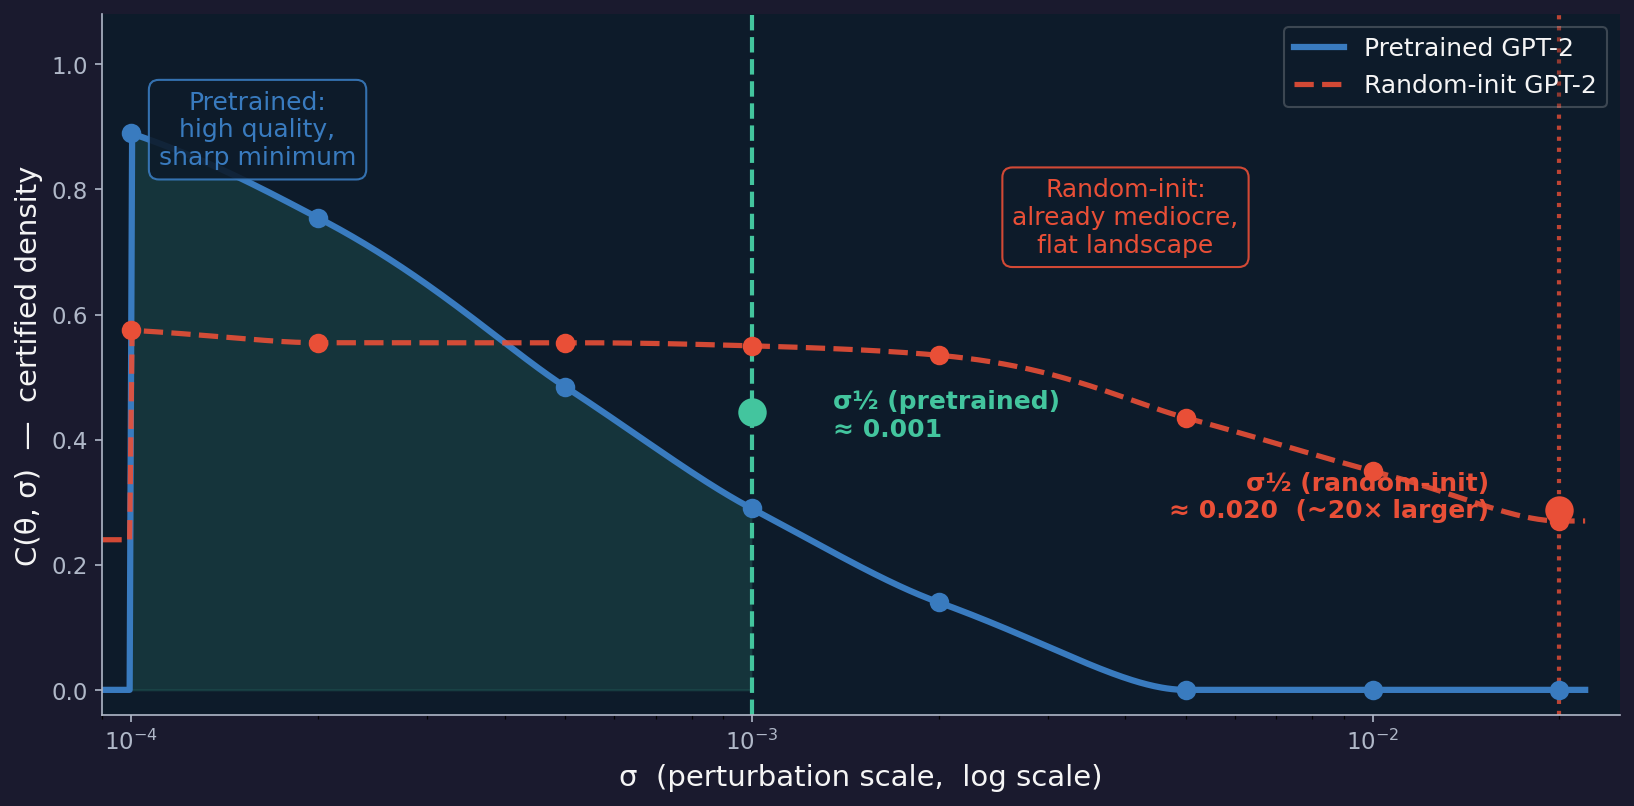 Pretrained GPT-2
Random-init GPT-2
Pretrained:
high quality,
sharp minimum
Random-init:
already mediocre,
flat landscape
σ½ (pretrained)
≈ 0.001
σ½ (random-init)
≈ 0.020 (~20× larger)
C(θ, σ) — certified density
1.0
0.8
0.6
0.4
0.2
0.0
10⁻⁴
10⁻³
10⁻²
σ (perturbation scale, log scale)